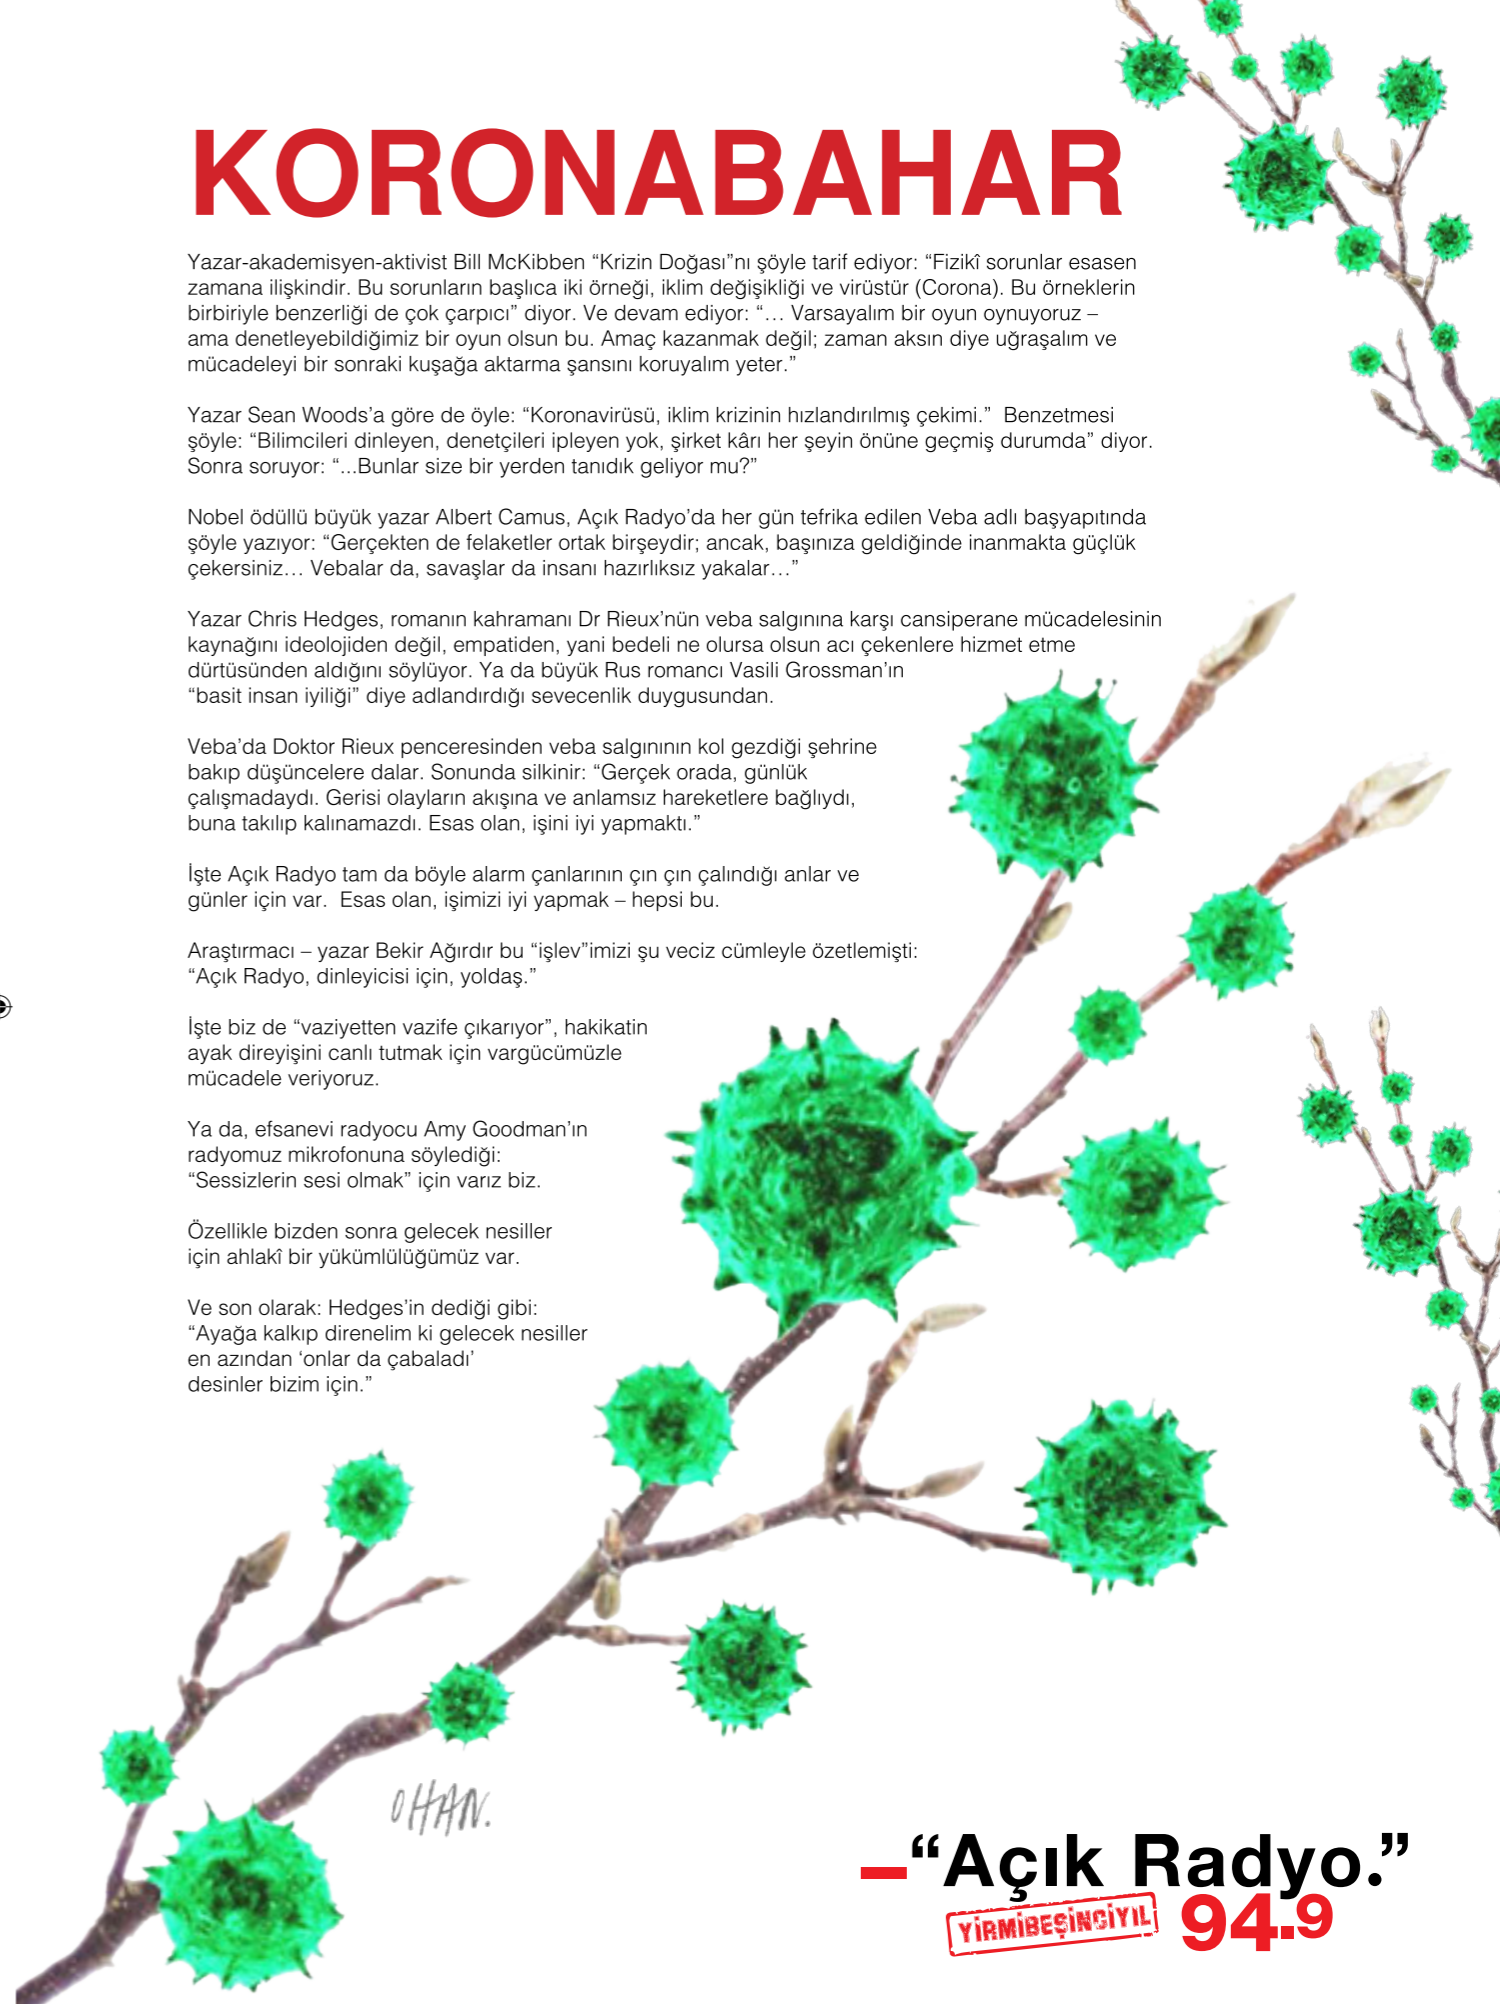 KORONABAHAR
Yazar-akademisyen-aktivist Bill McKibben “Krizin Doğası”nı şöyle tarif ediyor: “Fizikî sorunlar esasen
zamana ilişkindir. Bu sorunların başlıca iki örneği, iklim değişikliği ve virüstür (Corona). Bu örneklerin
birbiriyle benzerliği de çok çarpıcı” diyor. Ve devam ediyor: “… Varsayalım bir oyun oynuyoruz –
ama denetleyebildiğimiz bir oyun olsun bu. Amaç kazanmak değil; zaman aksın diye uğraşalım ve
mücadeleyi bir sonraki kuşağa aktarma şansını koruyalım yeter.”
Yazar Sean Woods’a göre de öyle: “Koronavirüsü, iklim krizinin hızlandırılmış çekimi.”  Benzetmesi
şöyle: “Bilimcileri dinleyen, denetçileri ipleyen yok, şirket kârı her şeyin önüne geçmiş durumda” diyor.
Sonra soruyor: “...Bunlar size bir yerden tanıdık geliyor mu?”
Nobel ödüllü büyük yazar Albert Camus, Açık Radyo’da her gün tefrika edilen Veba adlı başyapıtında
şöyle yazıyor: “Gerçekten de felaketler ortak birşeydir; ancak, başınıza geldiğinde inanmakta güçlük
çekersiniz… Vebalar da, savaşlar da insanı hazırlıksız yakalar…”
Yazar Chris Hedges, romanın kahramanı Dr Rieux’nün veba salgınına karşı cansiperane mücadelesinin
kaynağını ideolojiden değil, empatiden, yani bedeli ne olursa olsun acı çekenlere hizmet etme
dürtüsünden aldığını söylüyor. Ya da büyük Rus romancı Vasili Grossman’ın
“basit insan iyiliği” diye adlandırdığı sevecenlik duygusundan.
Veba’da Doktor Rieux penceresinden veba salgınının kol gezdiği şehrine
bakıp düşüncelere dalar. Sonunda silkinir: “Gerçek orada, günlük
çalışmadaydı. Gerisi olayların akışına ve anlamsız hareketlere bağlıydı,
buna takılıp kalınamazdı. Esas olan, işini iyi yapmaktı.”
İşte Açık Radyo tam da böyle alarm çanlarının çın çın çalındığı anlar ve
günler için var.  Esas olan, işimizi iyi yapmak – hepsi bu.
Araştırmacı – yazar Bekir Ağırdır bu “işlev”imizi şu veciz cümleyle özetlemişti:
“Açık Radyo, dinleyicisi için, yoldaş.”
İşte biz de “vaziyetten vazife çıkarıyor”, hakikatin
ayak direyişini canlı tutmak için vargücümüzle
mücadele veriyoruz.
Ya da, efsanevi radyocu Amy Goodman’ın
radyomuz mikrofonuna söylediği:
“Sessizlerin sesi olmak” için varız biz.
Özellikle bizden sonra gelecek nesiller
için ahlakî bir yükümlülüğümüz var.
Ve son olarak: Hedges’in dediği gibi:
“Ayağa kalkıp direnelim ki gelecek nesiller
en azından ‘onlar da çabaladı’
desinler bizim için.”
OHAN.
–“Açık Radyo.”
YİRMİBEŞİNCİYIL 94.9